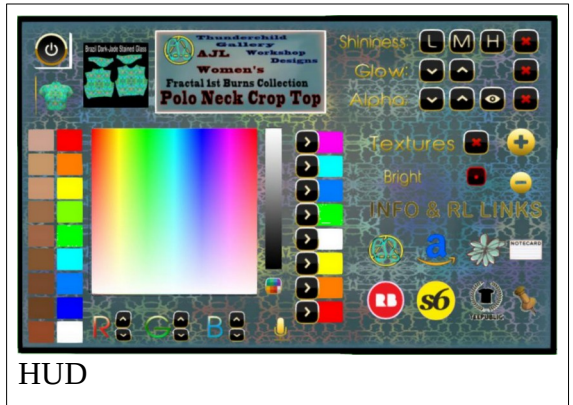 Thunderchild
Gallery
AJL Workshop
Designs
Women's
Fractal 1st Burns Collection
Polo Neck Crop Top
Brazil Dark-Jade Stained Glass
Shininess L M H
Glow
Alpha
Textures
Bright
INFO & RL LINKS
a
NOTECARD
RB
s6
TEEPUBLIC
R G B
HUD